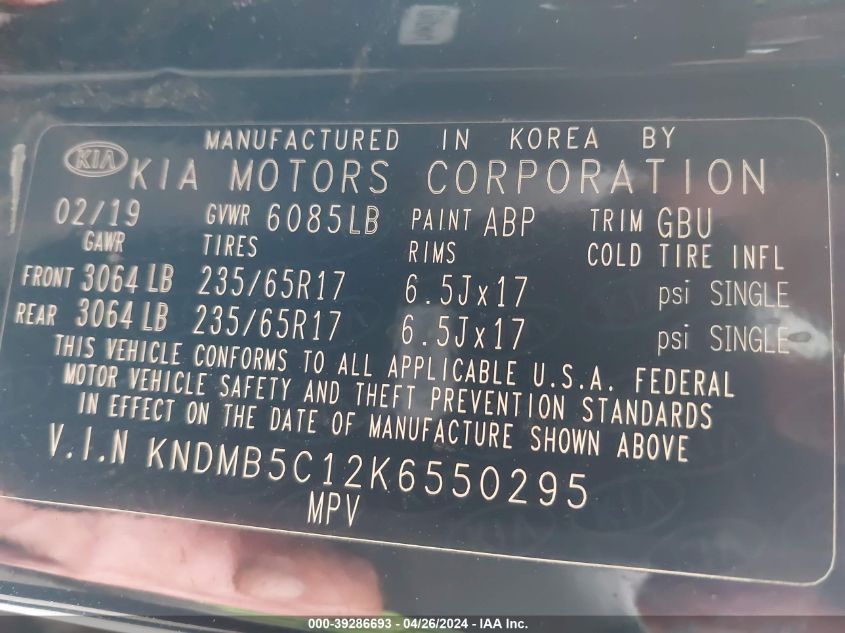 MANUFACTURED IN KOREA BY
KIA KIA MOTORS CORPORATION
02/19 GVWR 6085LB PAINT ABP TRIM GBU
GAWR TIRES RIMS COLD TIRE INFL
FRONT 3064 LB 235/65R17 6.5Jx17 psi SINGLE
REAR 3064 LB 235/65R17 6.5Jx17 psi SINGLE
THIS VEHICLE CONFORMS TO ALL APPLICABLE U.S.A. FEDERAL
MOTOR VEHICLE SAFETY AND THEFT PREVENTION STANDARDS
IN EFFECT ON THE DATE OF MANUFACTURE SHOWN ABOVE
V.I.N KNDMB5C12K6550295
MPV
000-39286693 - 04/26/2024 - IAA Inc.